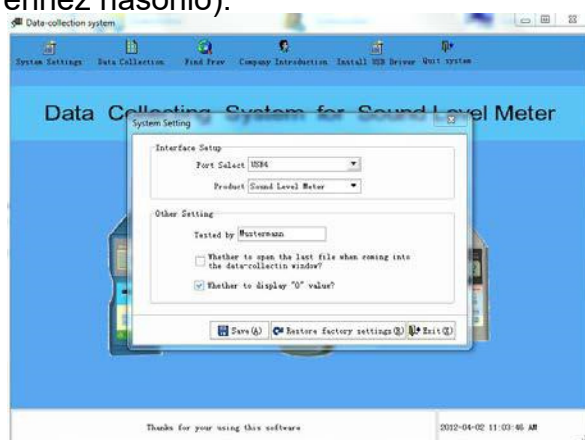 ennez hasonló).
Data-collection system
System Settings Data Collection Find Prev Company Introduction Install USB Driver Quit system
Data Collecting System for Sound Level Meter
System Setting
Interface Setup
Port Select USB4
Product Sound Level Meter
Other Setting
Tested by Mustermann
Whether to open the last file when coming into
the data-collectin window?
Whether to display "0" value?
Save(A) Restore factory settings(R) Exit(X)
Thanks for your using this software 2012-04-02 11:03:46 AM